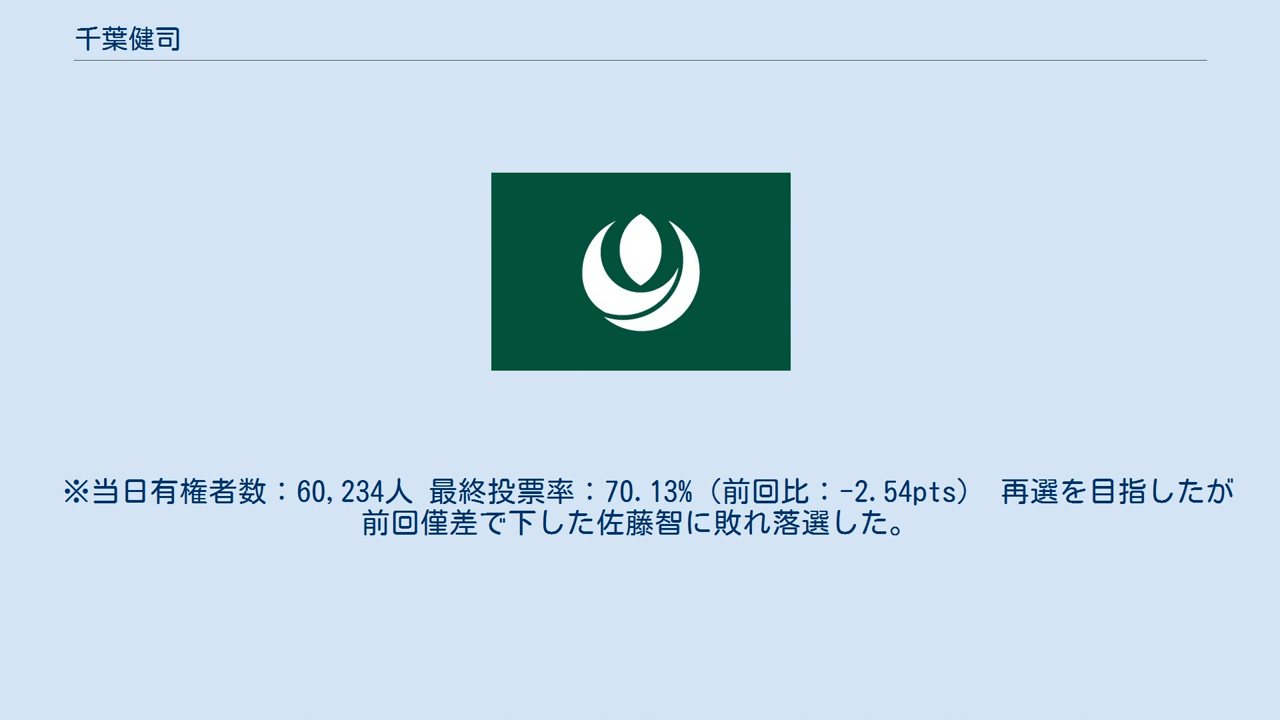 千葉健司
※当日有権者数：60,234人 最終投票率：70.13%（前回比：-2.54pts） 再選を目指したが
前回僅差で下した佐藤智に敗れ落選した。